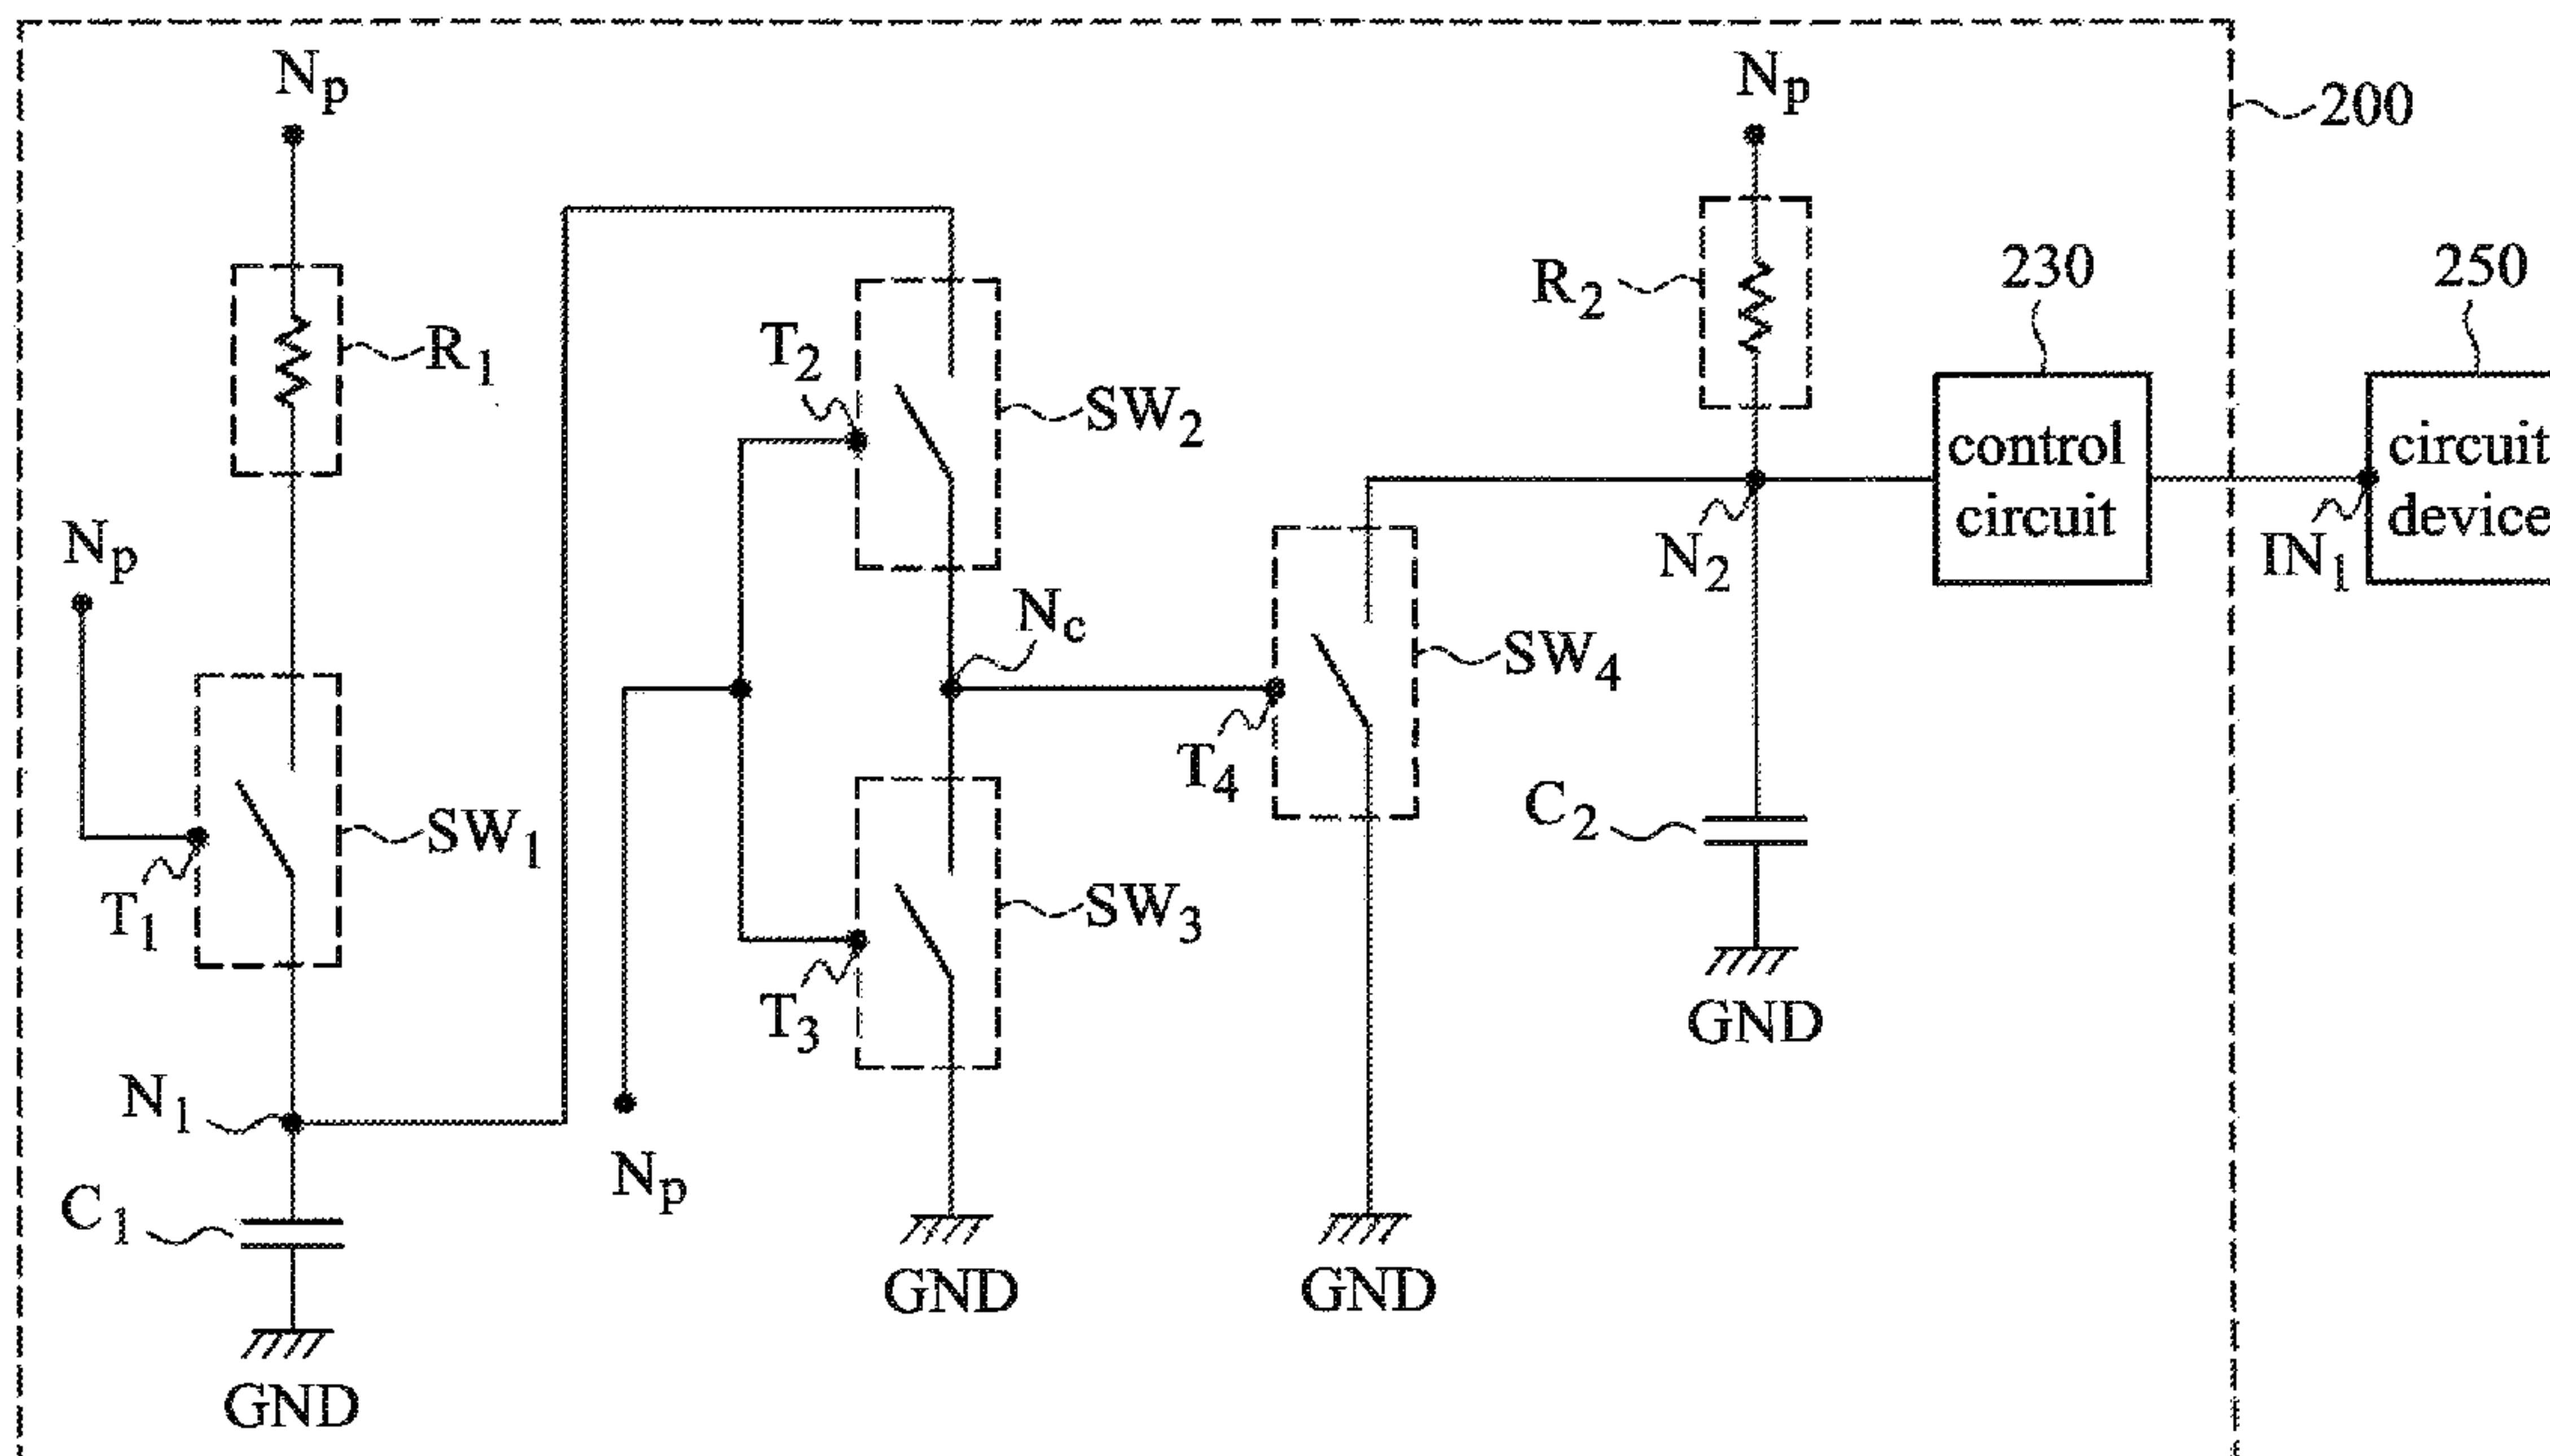 Np
Np
200
R1
T2
SW2
R2
230
250
control
circuit
circuit
device
Np
N2
IN1
Nc
SW4
T4
SW1
T1
C2
SW3
T3
GND
N1
Np
C1
GND
GND
GND